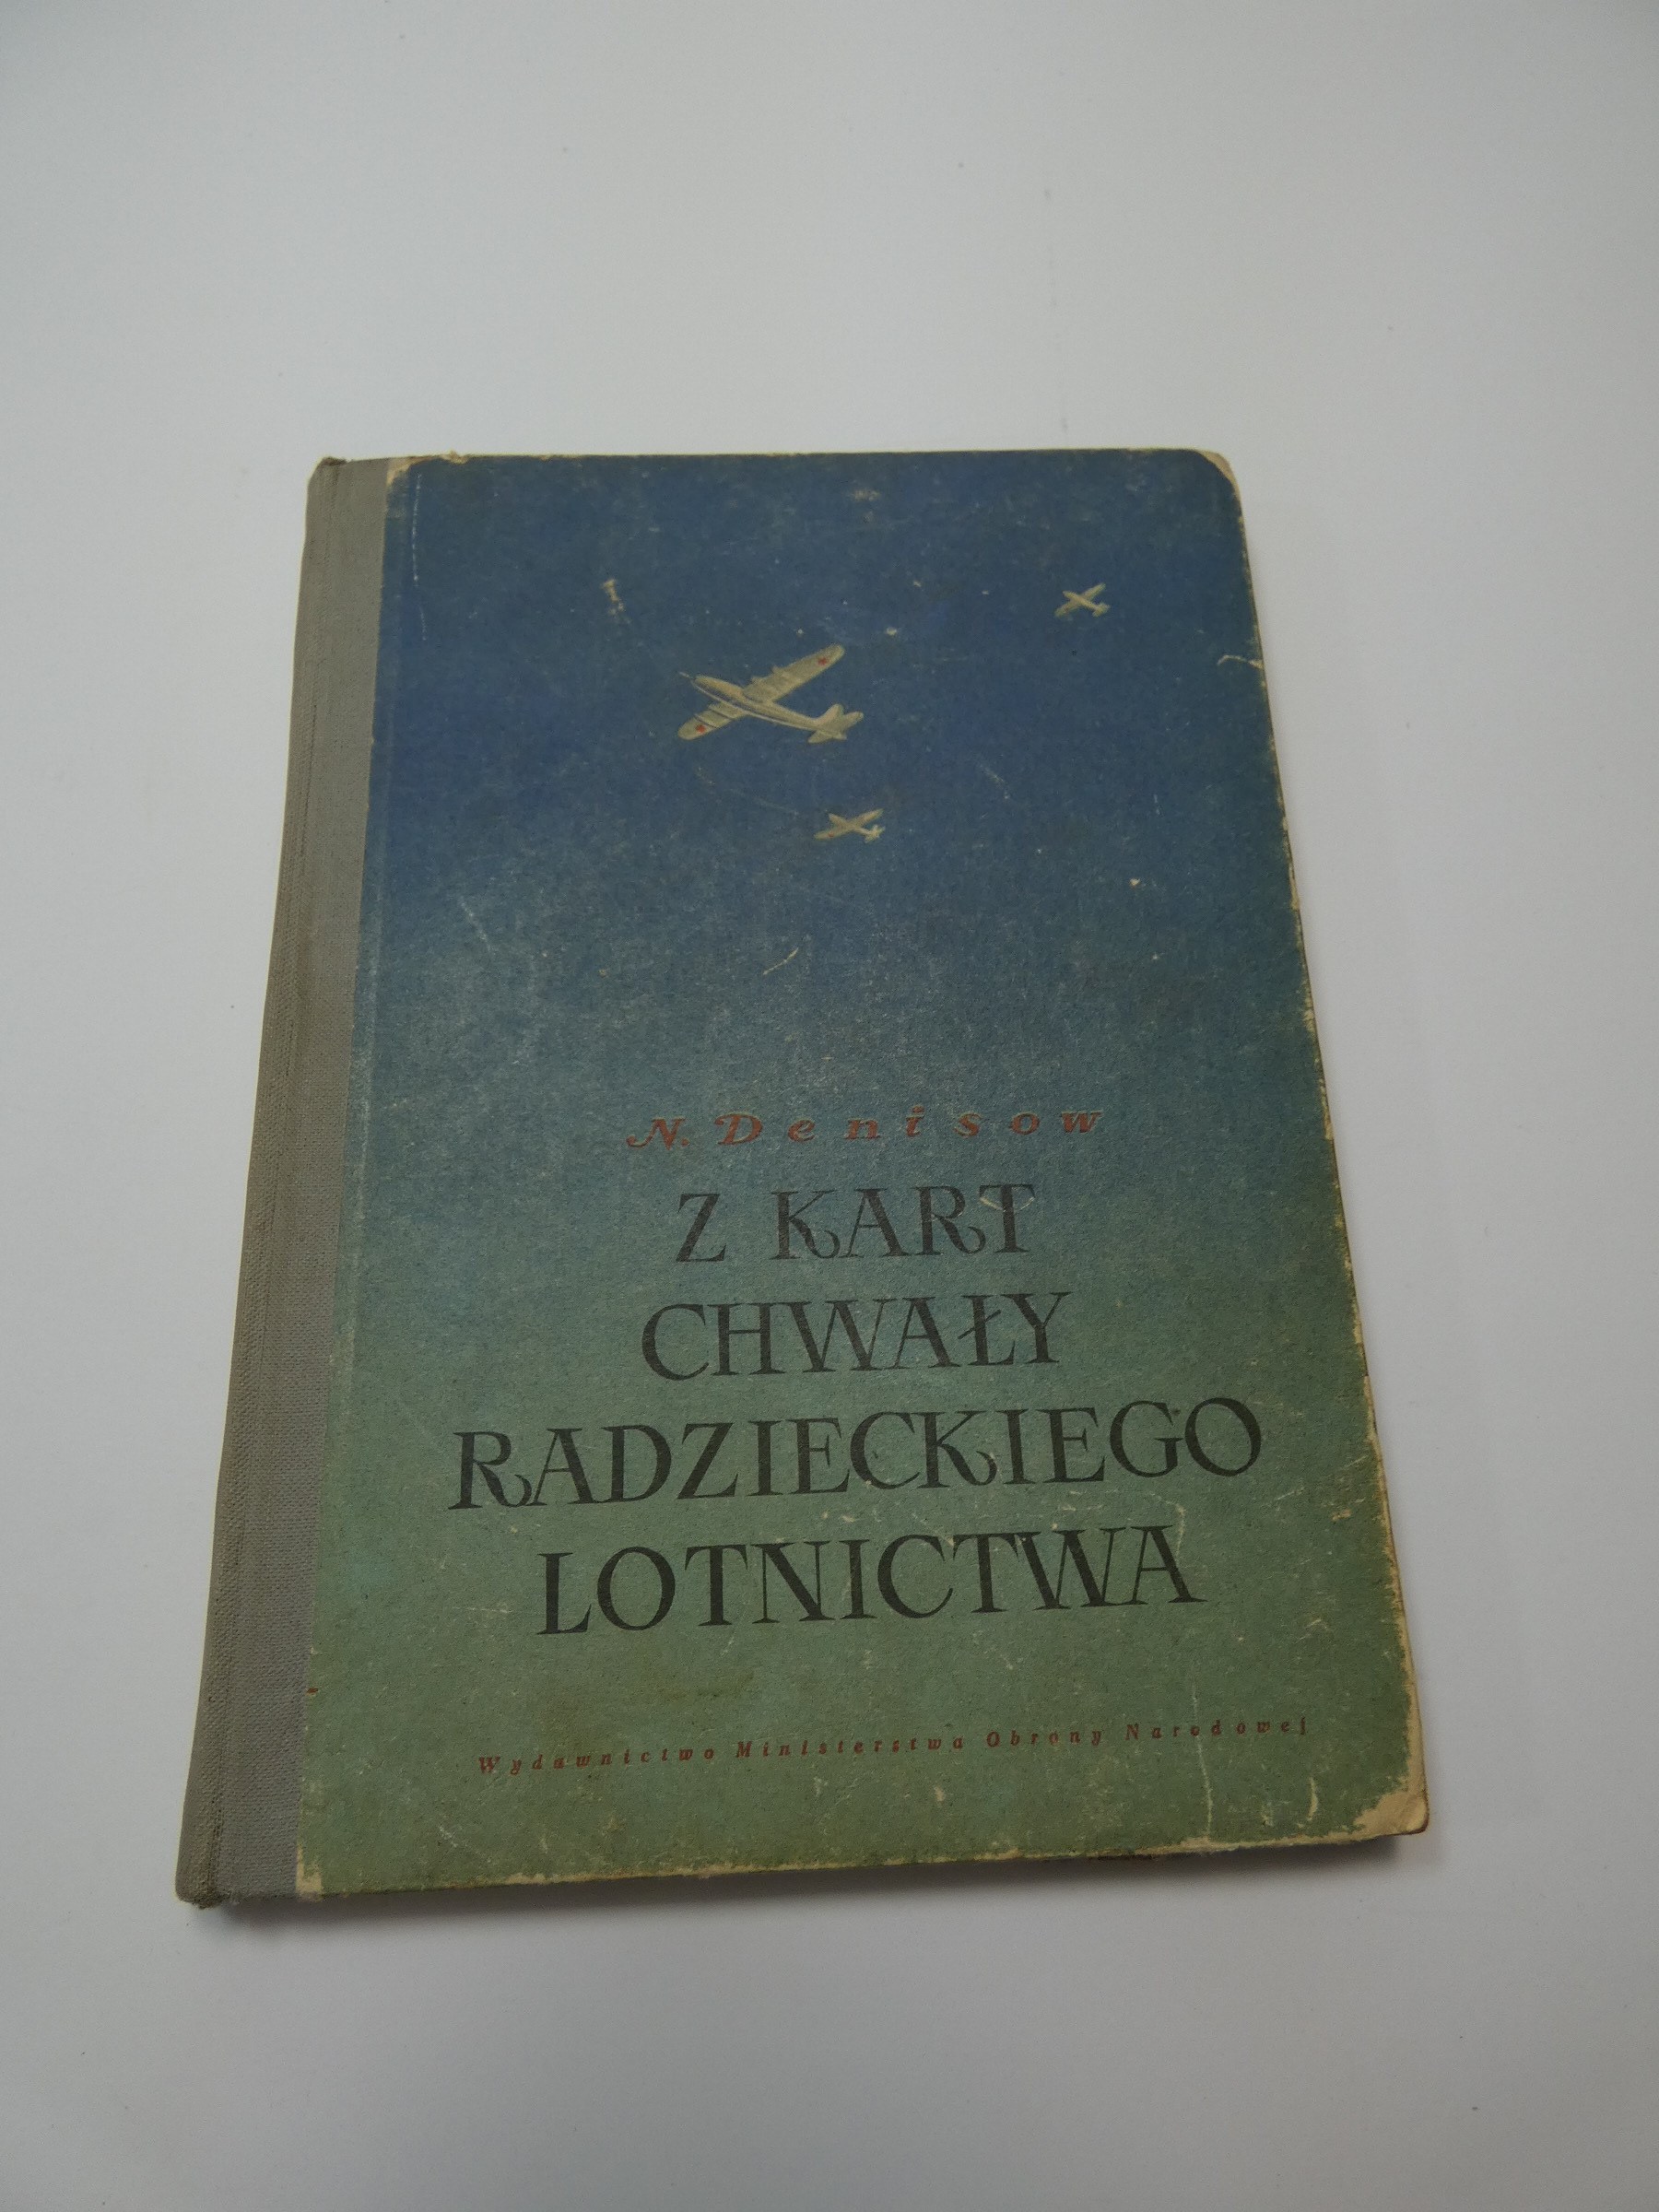 N. Denisow
Z KART
CHWAŁY
RADZIECKIEGO
LOTNICTWA
Wydawnictwo Ministerstwa Obrony Narodowej